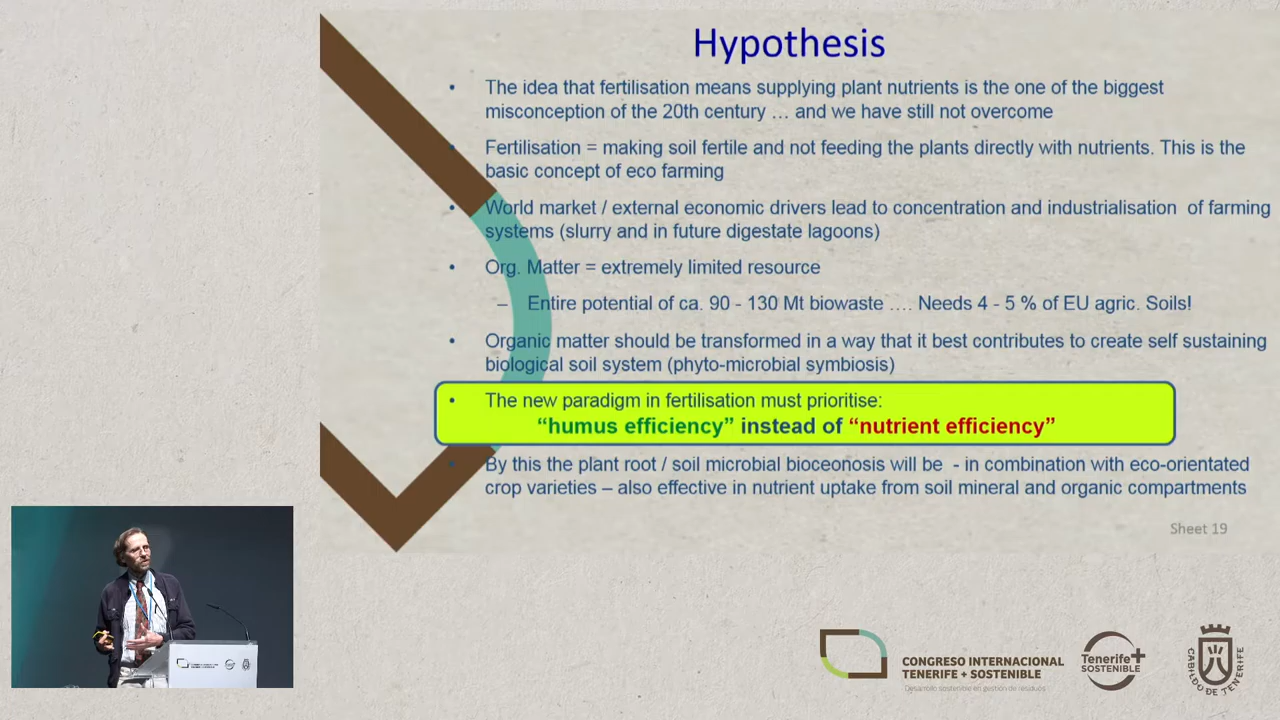 Hypothesis
• The idea that fertilisation means supplying plant nutrients is the one of the biggest
misconception of the 20th century … and we have still not overcome
• Fertilisation = making soil fertile and not feeding the plants directly with nutrients. This is the
basic concept of eco farming
• World market / external economic drivers lead to concentration and industrialisation of farming
systems (slurry and in future digestate lagoons)
• Org. Matter = extremely limited resource
– Entire potential of ca. 90 - 130 Mt biowaste …. Needs 4 - 5 % of EU agric. Soils!
• Organic matter should be transformed in a way that it best contributes to create self sustaining
biological soil system (phyto-microbial symbiosis)
• The new paradigm in fertilisation must prioritise:
“humus efficiency” instead of “nutrient efficiency”
• By this the plant root / soil microbial bioceonosis will be - in combination with eco-orientated
crop varieties – also effective in nutrient uptake from soil mineral and organic compartments
Sheet 19
CONGRESO INTERNACIONAL
TENERIFE + SOSTENIBLE
Desarrollo sostenible en gestión de residuos
Tenerife+
SOSTENIBLE
CABILDO DE TENERIFE